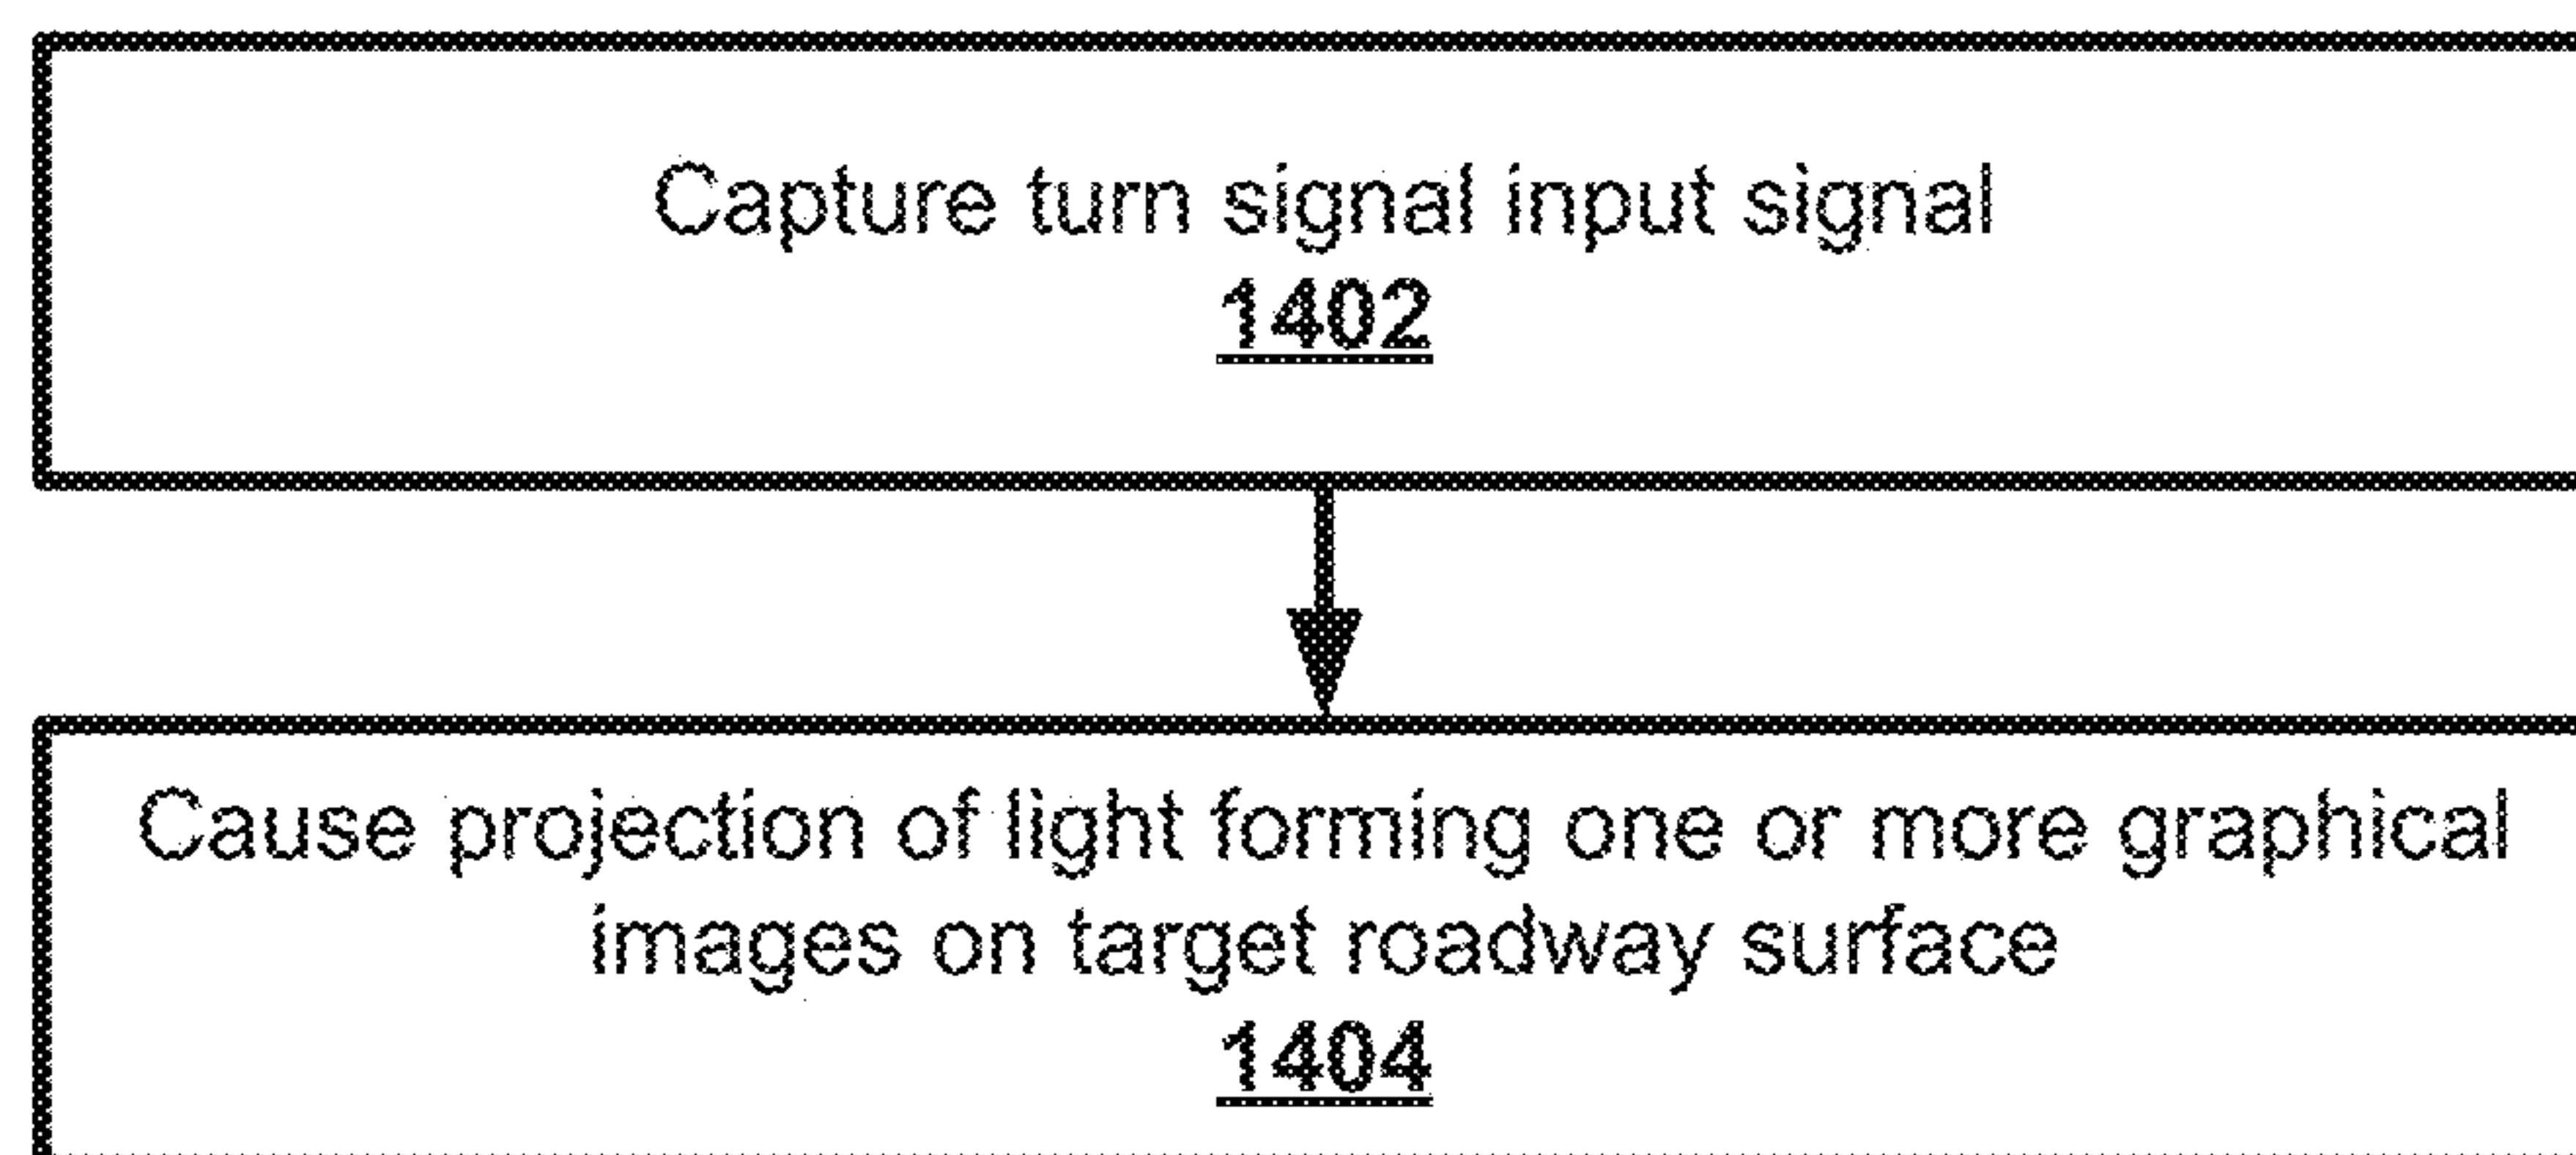 Capture turn signal input signal
1402
Cause projection of light forming one or more graphical
images on target roadway surface
1404